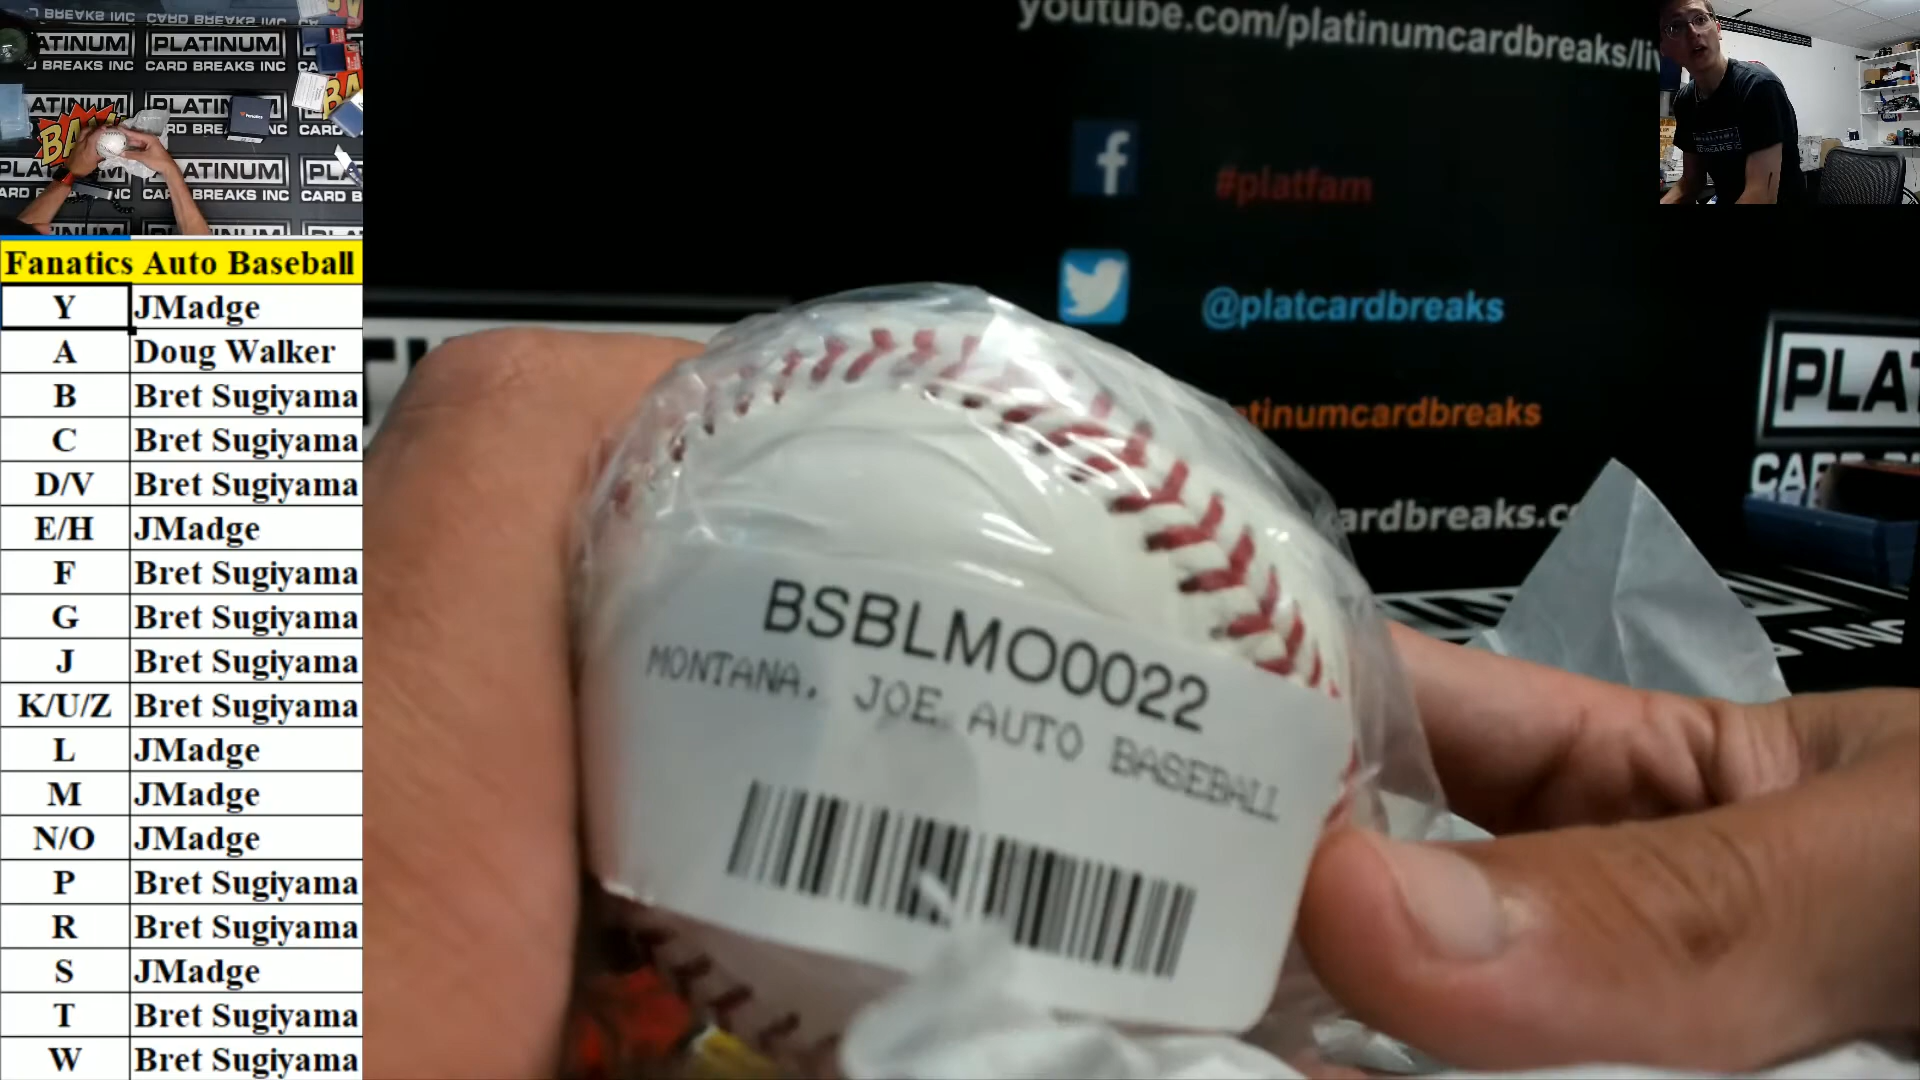 PLATINUM
CARD BREAKS INC
Fanatics Auto Baseball
Y JMadge
A Doug Walker
B Bret Sugiyama
C Bret Sugiyama
D/V Bret Sugiyama
E/H JMadge
F Bret Sugiyama
G Bret Sugiyama
J Bret Sugiyama
K/U/Z Bret Sugiyama
L JMadge
M JMadge
N/O JMadge
P Bret Sugiyama
R Bret Sugiyama
S JMadge
T Bret Sugiyama
W Bret Sugiyama
youtube.com/platinumcardbreaks/li
#platfam
@platcardbreaks
tinumcardbreaks
ardbreaks.c
PLA
BSBLMO0022
MONTANA, JOE AUTO BASEBALL